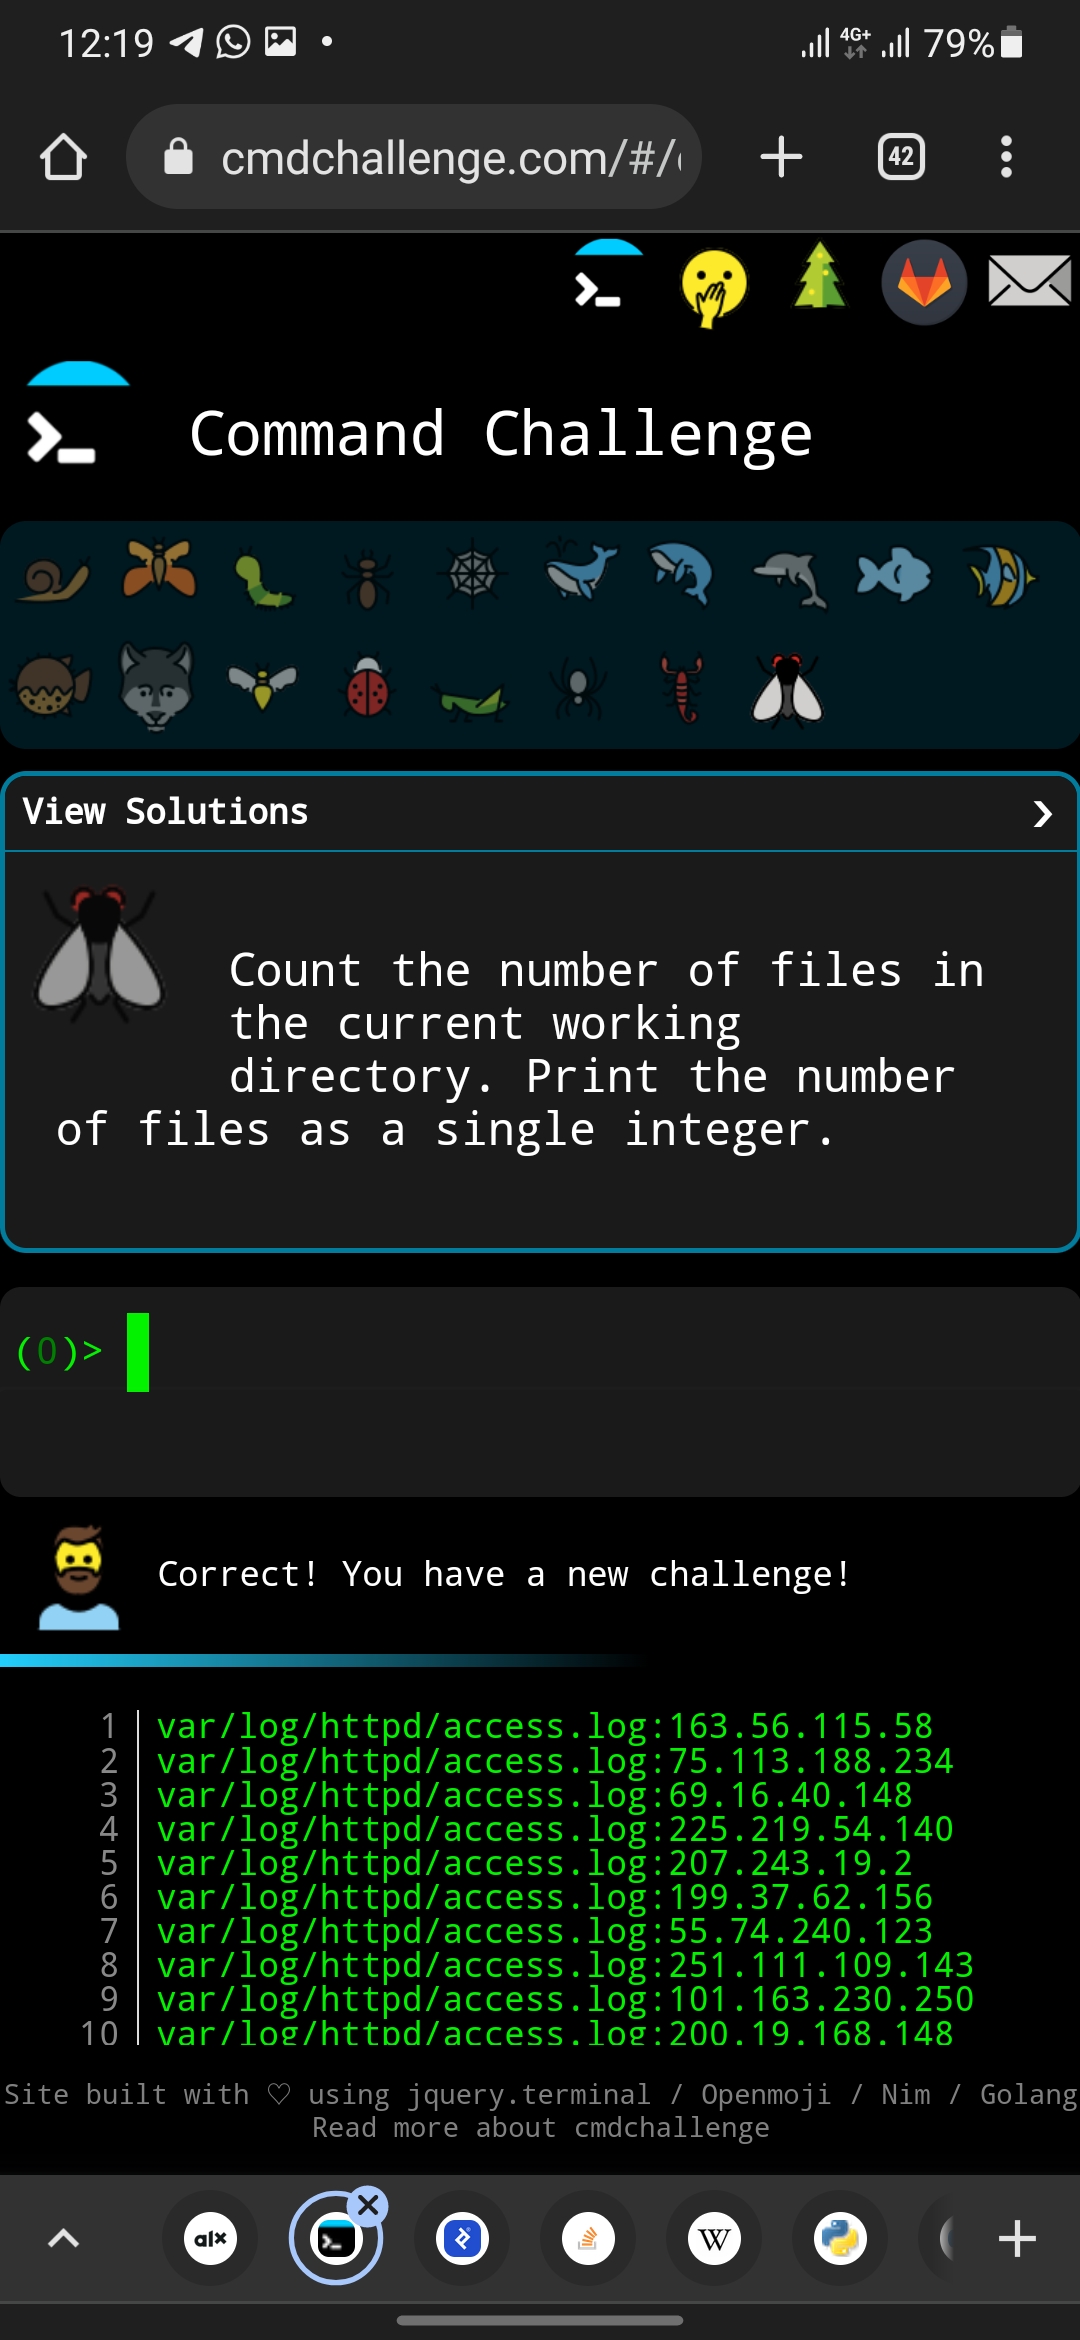 12:19
4G+
79%
cmdchallenge.com/#/
42
Command Challenge
View Solutions
Count the number of files in
the current working
directory. Print the number
of files as a single integer.
(0)>
Correct! You have a new challenge!
1 var/log/httpd/access.log:163.56.115.58
2 var/log/httpd/access.log:75.113.188.234
3 var/log/httpd/access.log:69.16.40.148
4 var/log/httpd/access.log:225.219.54.140
5 var/log/httpd/access.log:207.243.19.2
6 var/log/httpd/access.log:199.37.62.156
7 var/log/httpd/access.log:55.74.240.123
8 var/log/httpd/access.log:251.111.109.143
9 var/log/httpd/access.log:101.163.230.250
10 var/log/httpd/access.log:200.19.168.148
Site built with ♡ using jquery.terminal / Openmoji / Nim / Golang
Read more about cmdchallenge
alx
W